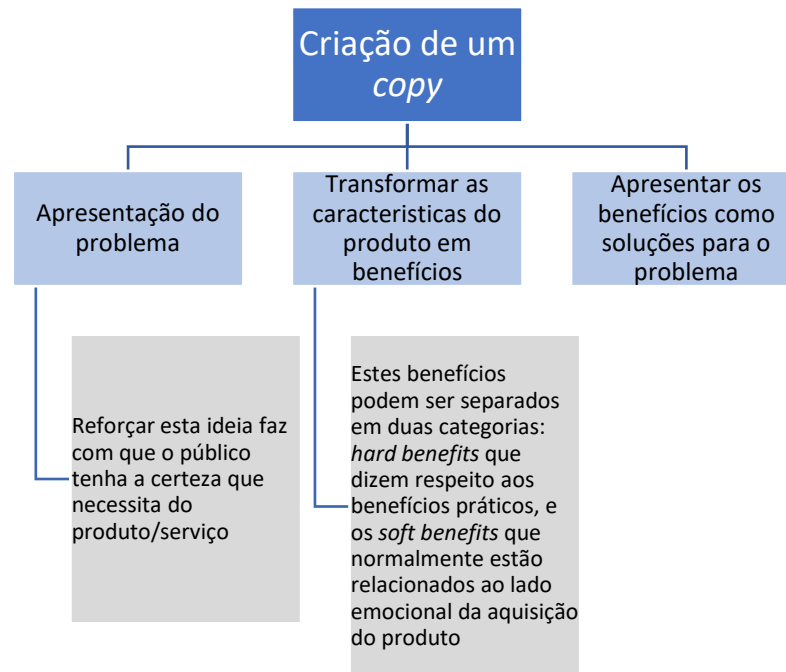 Criação de um
copy
Apresentação do
problema
Transformar as
caracteristicas do
produto em
benefícios
Apresentar os
benefícios como
soluções para o
problema
Reforçar esta ideia faz
com que o público
tenha a certeza que
necessita do
produto/serviço
Estes benefícios
podem ser separados
em duas categorias:
hard benefits que
dizem respeito aos
benefícios práticos, e
os soft benefits que
normalmente estão
relacionados ao lado
emocional da aquisição
do produto